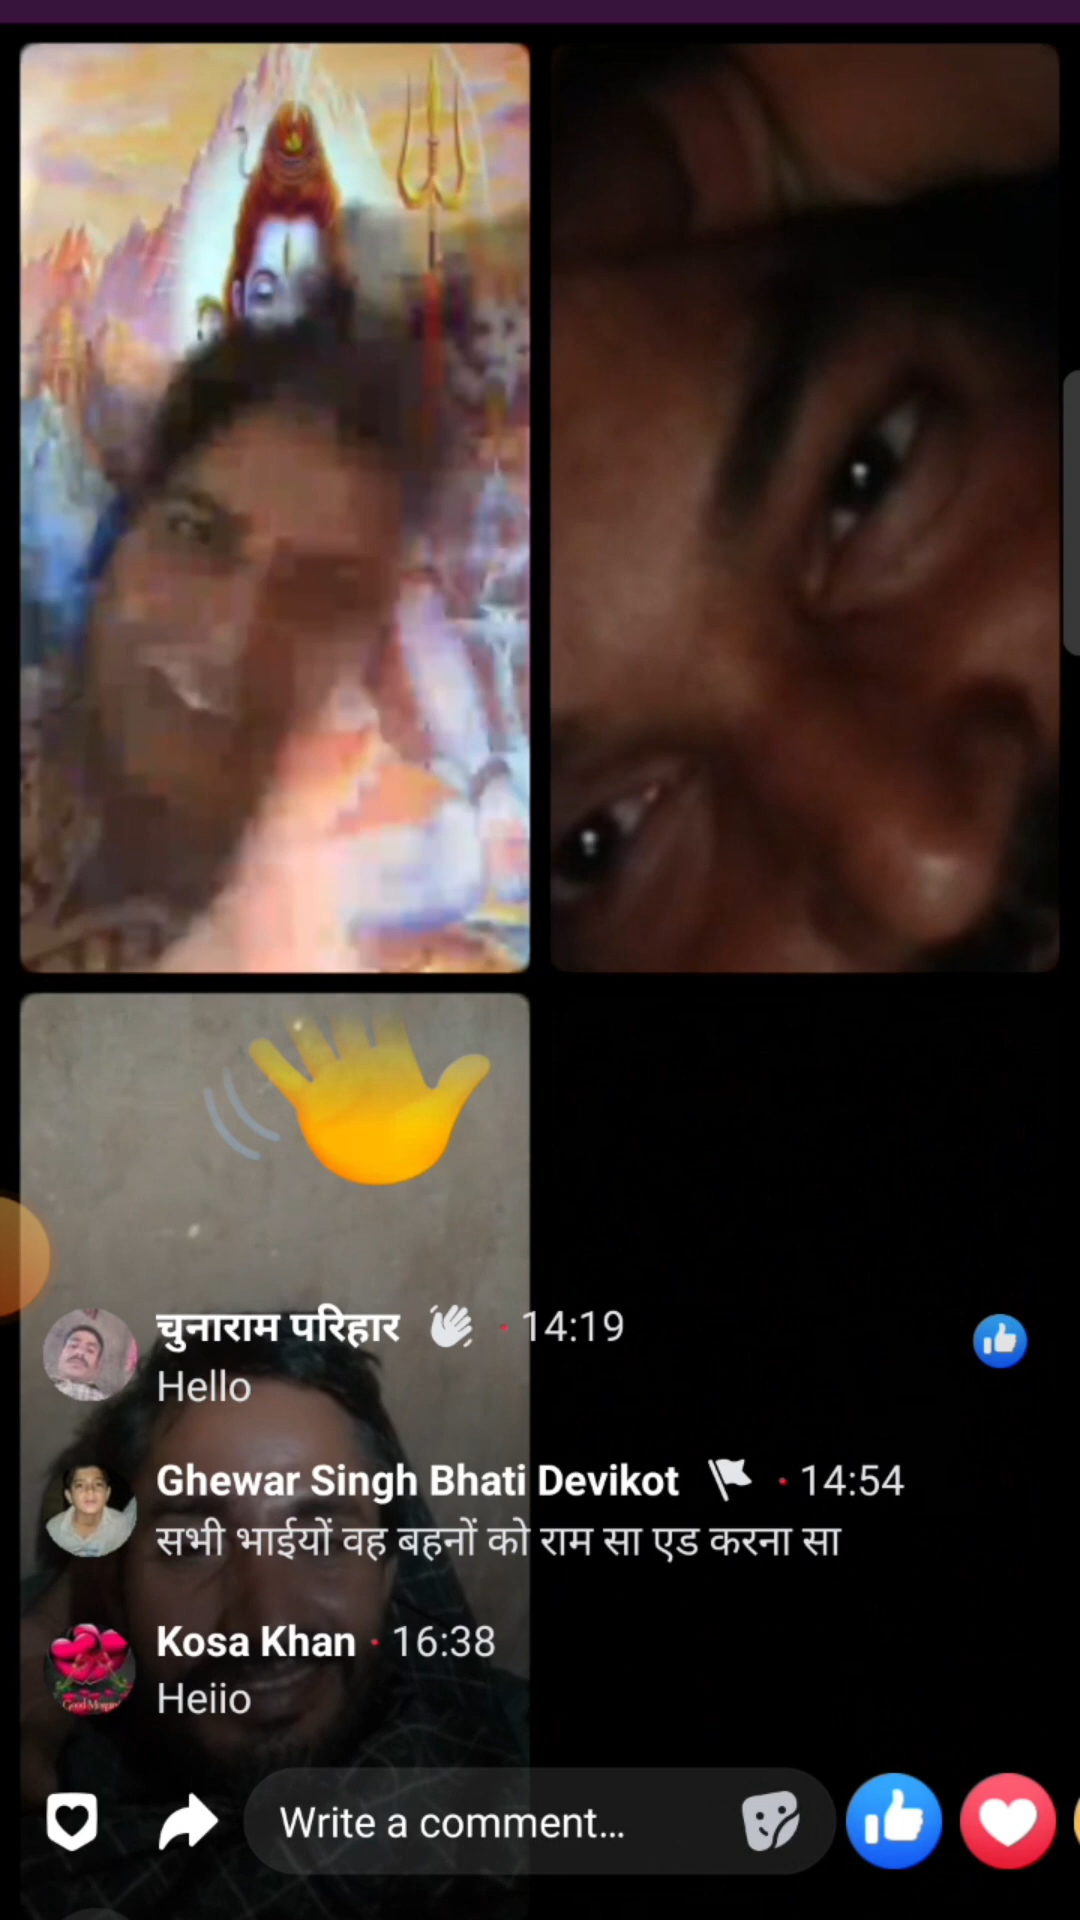 चुनाराम परिहार 👋 · 14:19
Hello
Ghewar Singh Bhati Devikot · 14:54
सभी भाईयों वह बहनों को राम सा एड करना सा
Kosa Khan · 16:38
Heiio
Write a comment...